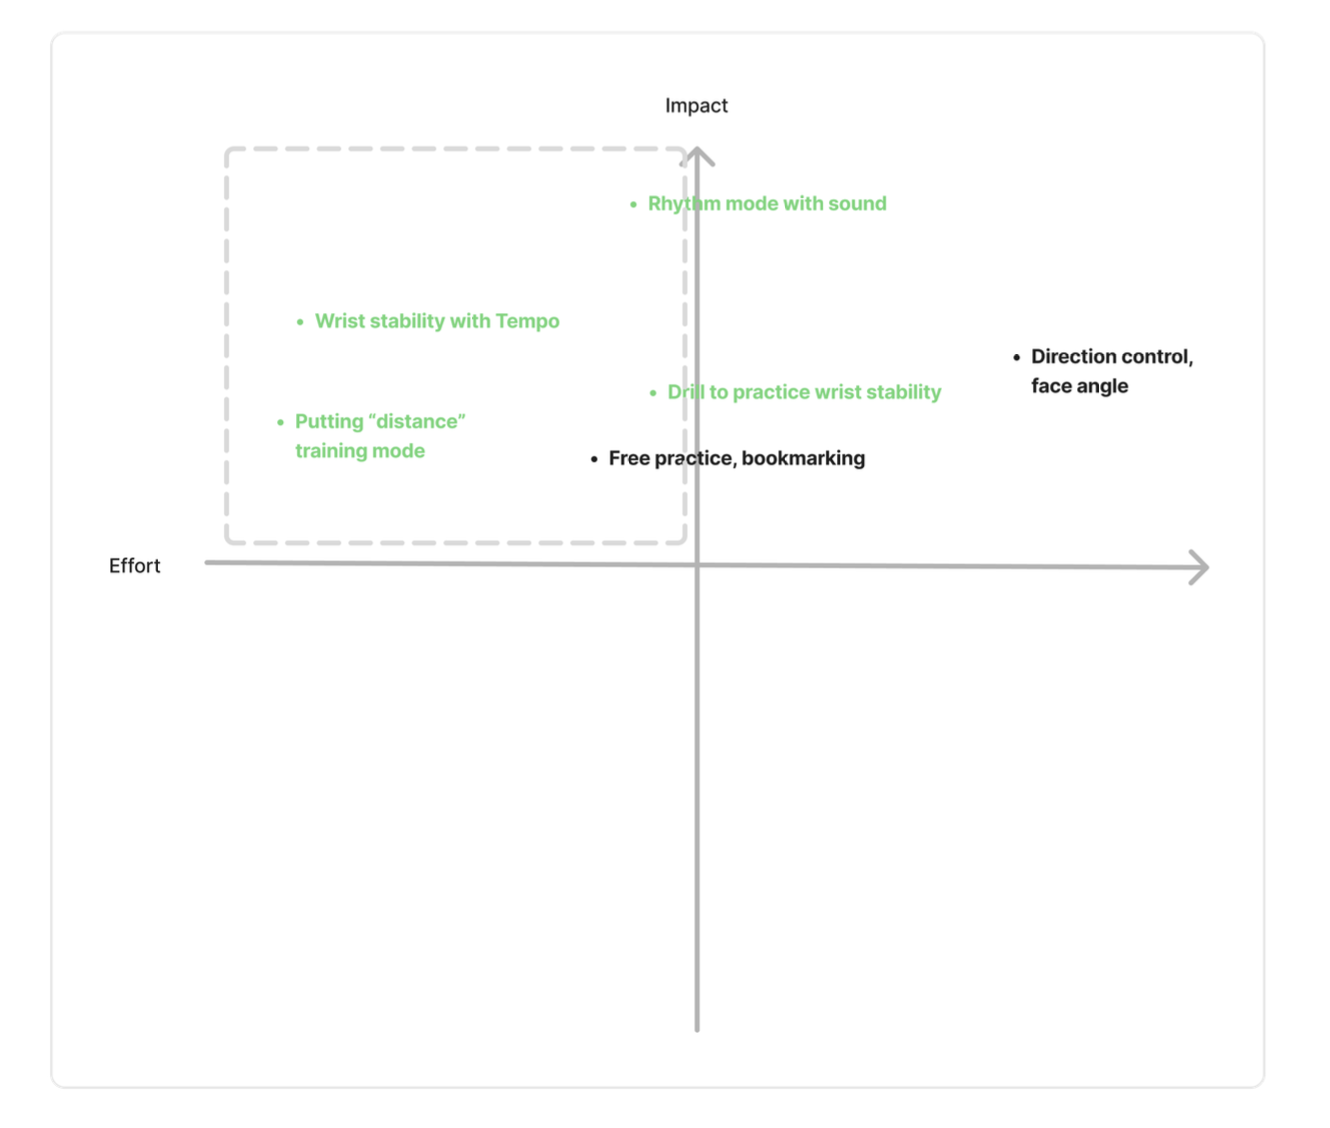 Impact
• Rhythm mode with sound
• Wrist stability with Tempo
• Direction control,
face angle
• Drill to practice wrist stability
• Putting “distance”
training mode
• Free practice, bookmarking
Effort